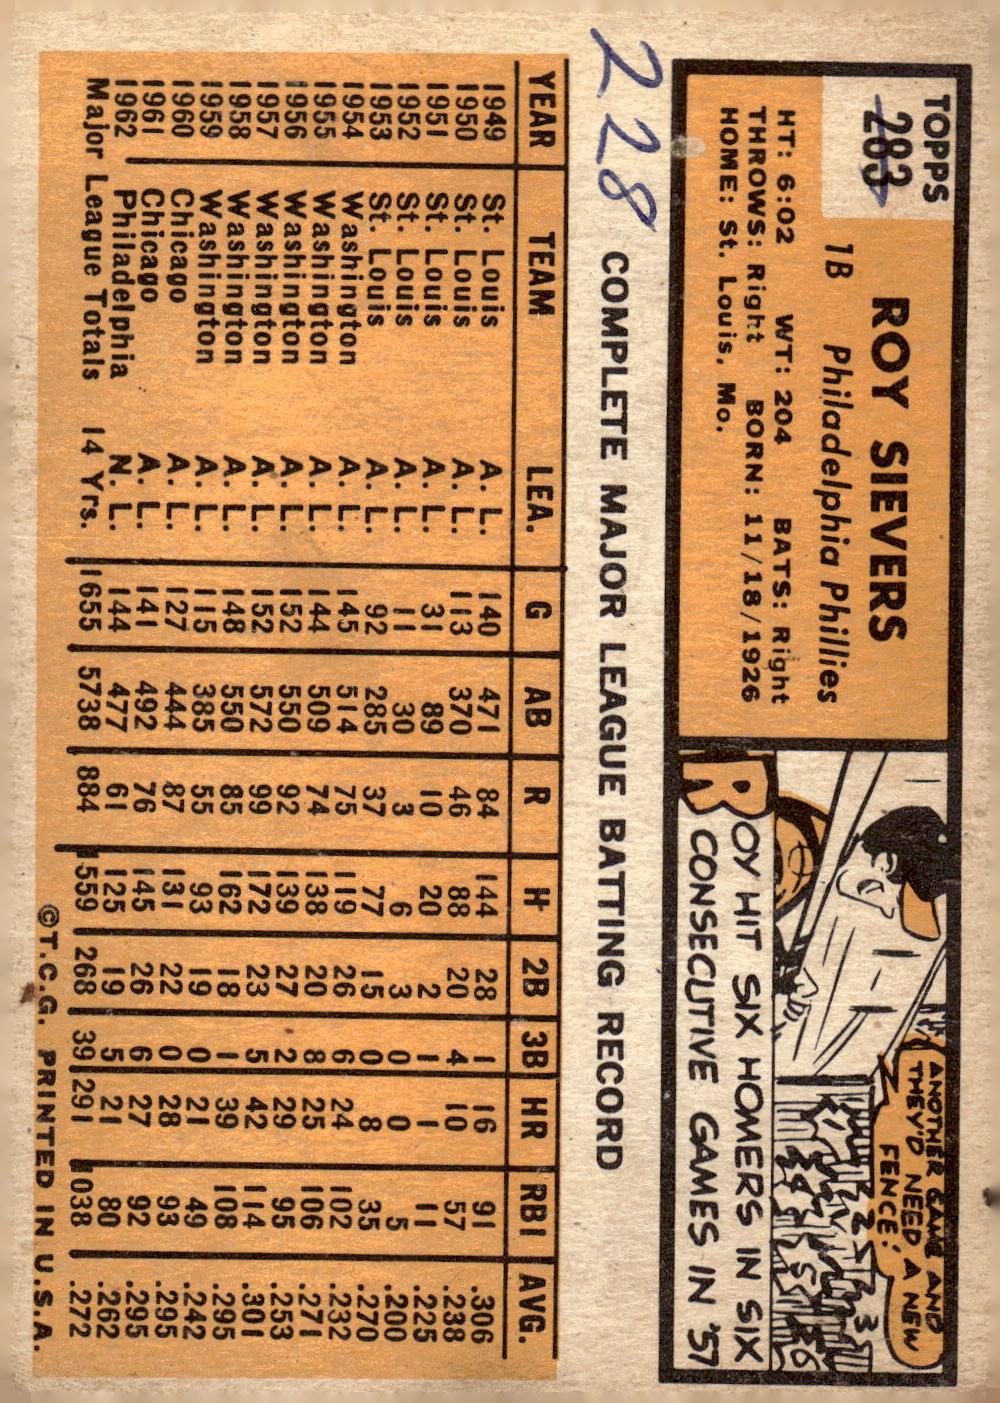 TOPPS
283
228
ROY SIEVERS
1B Philadelphia Phillies
HT: 6:02 WT: 204 BATS: Right
THROWS: Right BORN: 11/18/1926
HOME: St. Louis, Mo.
ANOTHER GAME AND
THEY'D NEED A NEW
FENCE!
ROY HIT SIX HOMERS IN SIX
CONSECUTIVE GAMES IN '57
COMPLETE MAJOR LEAGUE BATTING RECORD
YEAR TEAM LEA. G AB R H 2B 3B HR RBI AVG.
1949 St. Louis A. L. 140 471 84 144 28 1 16 91 .306
1950 St. Louis A. L. 113 370 46 88 20 4 10 57 .238
1951 St. Louis A. L. 31 89 10 20 2 1 1 11 .225
1952 St. Louis A. L. 11 30 3 6 3 0 0 5 .200
1953 St. Louis A. L. 92 285 37 77 15 0 8 35 .270
1954 Washington A. L. 145 514 75 119 26 6 24 102 .232
1955 Washington A. L. 144 509 74 138 20 8 25 106 .271
1956 Washington A. L. 152 550 92 139 27 2 29 95 .253
1957 Washington A. L. 152 572 99 172 23 5 42 114 .301
1958 Washington A. L. 148 550 85 162 18 1 39 108 .295
1959 Washington A. L. 115 385 55 93 19 0 21 49 .242
1960 Chicago A. L. 127 444 87 131 22 0 28 93 .295
1961 Chicago A. L. 141 492 76 145 26 6 27 92 .295
1962 Philadelphia N. L. 144 477 61 125 19 5 21 80 .262
Major League Totals 14 Yrs. 1655 5738 884 1559 268 39 291 1038 .272
©T.C.G. PRINTED IN U.S.A.